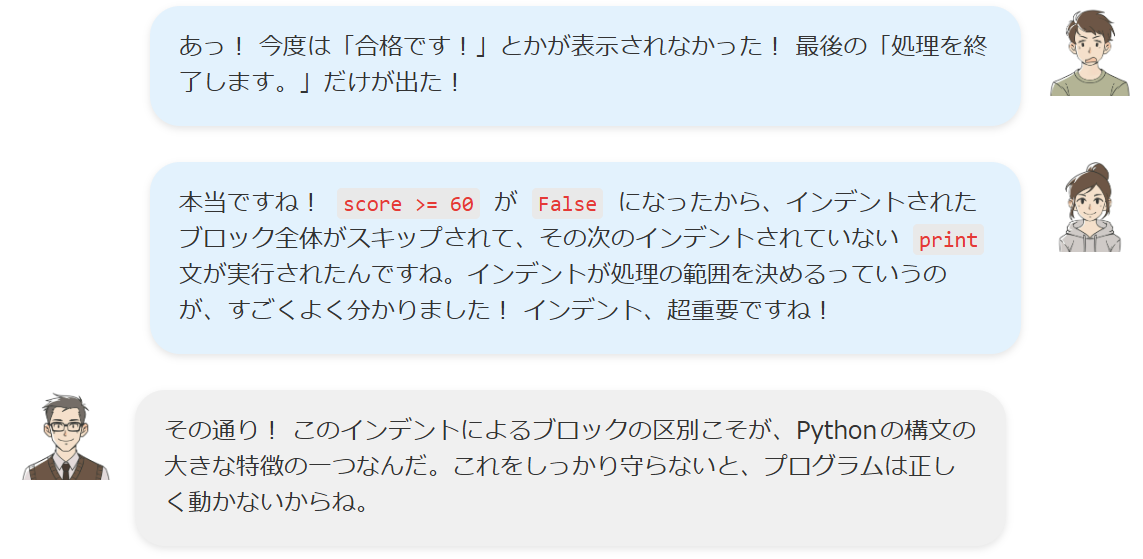 あっ！ 今度は「合格です！」とかが表示されなかった！ 最後の「処理を終
了します。」だけが出た！
本当ですね！ score >= 60 が False になったから、インデントされた
ブロック全体がスキップされて、その次のインデントされていない print
文が実行されたんですね。インデントが処理の範囲を決めるっていうの
が、すごくよく分かりました！ インデント、超重要ですね！
その通り！ このインデントによるブロックの区別こそが、Pythonの構文の
大きな特徴の一つなんだ。これをしっかり守らないと、プログラムは正し
く動かないからね。